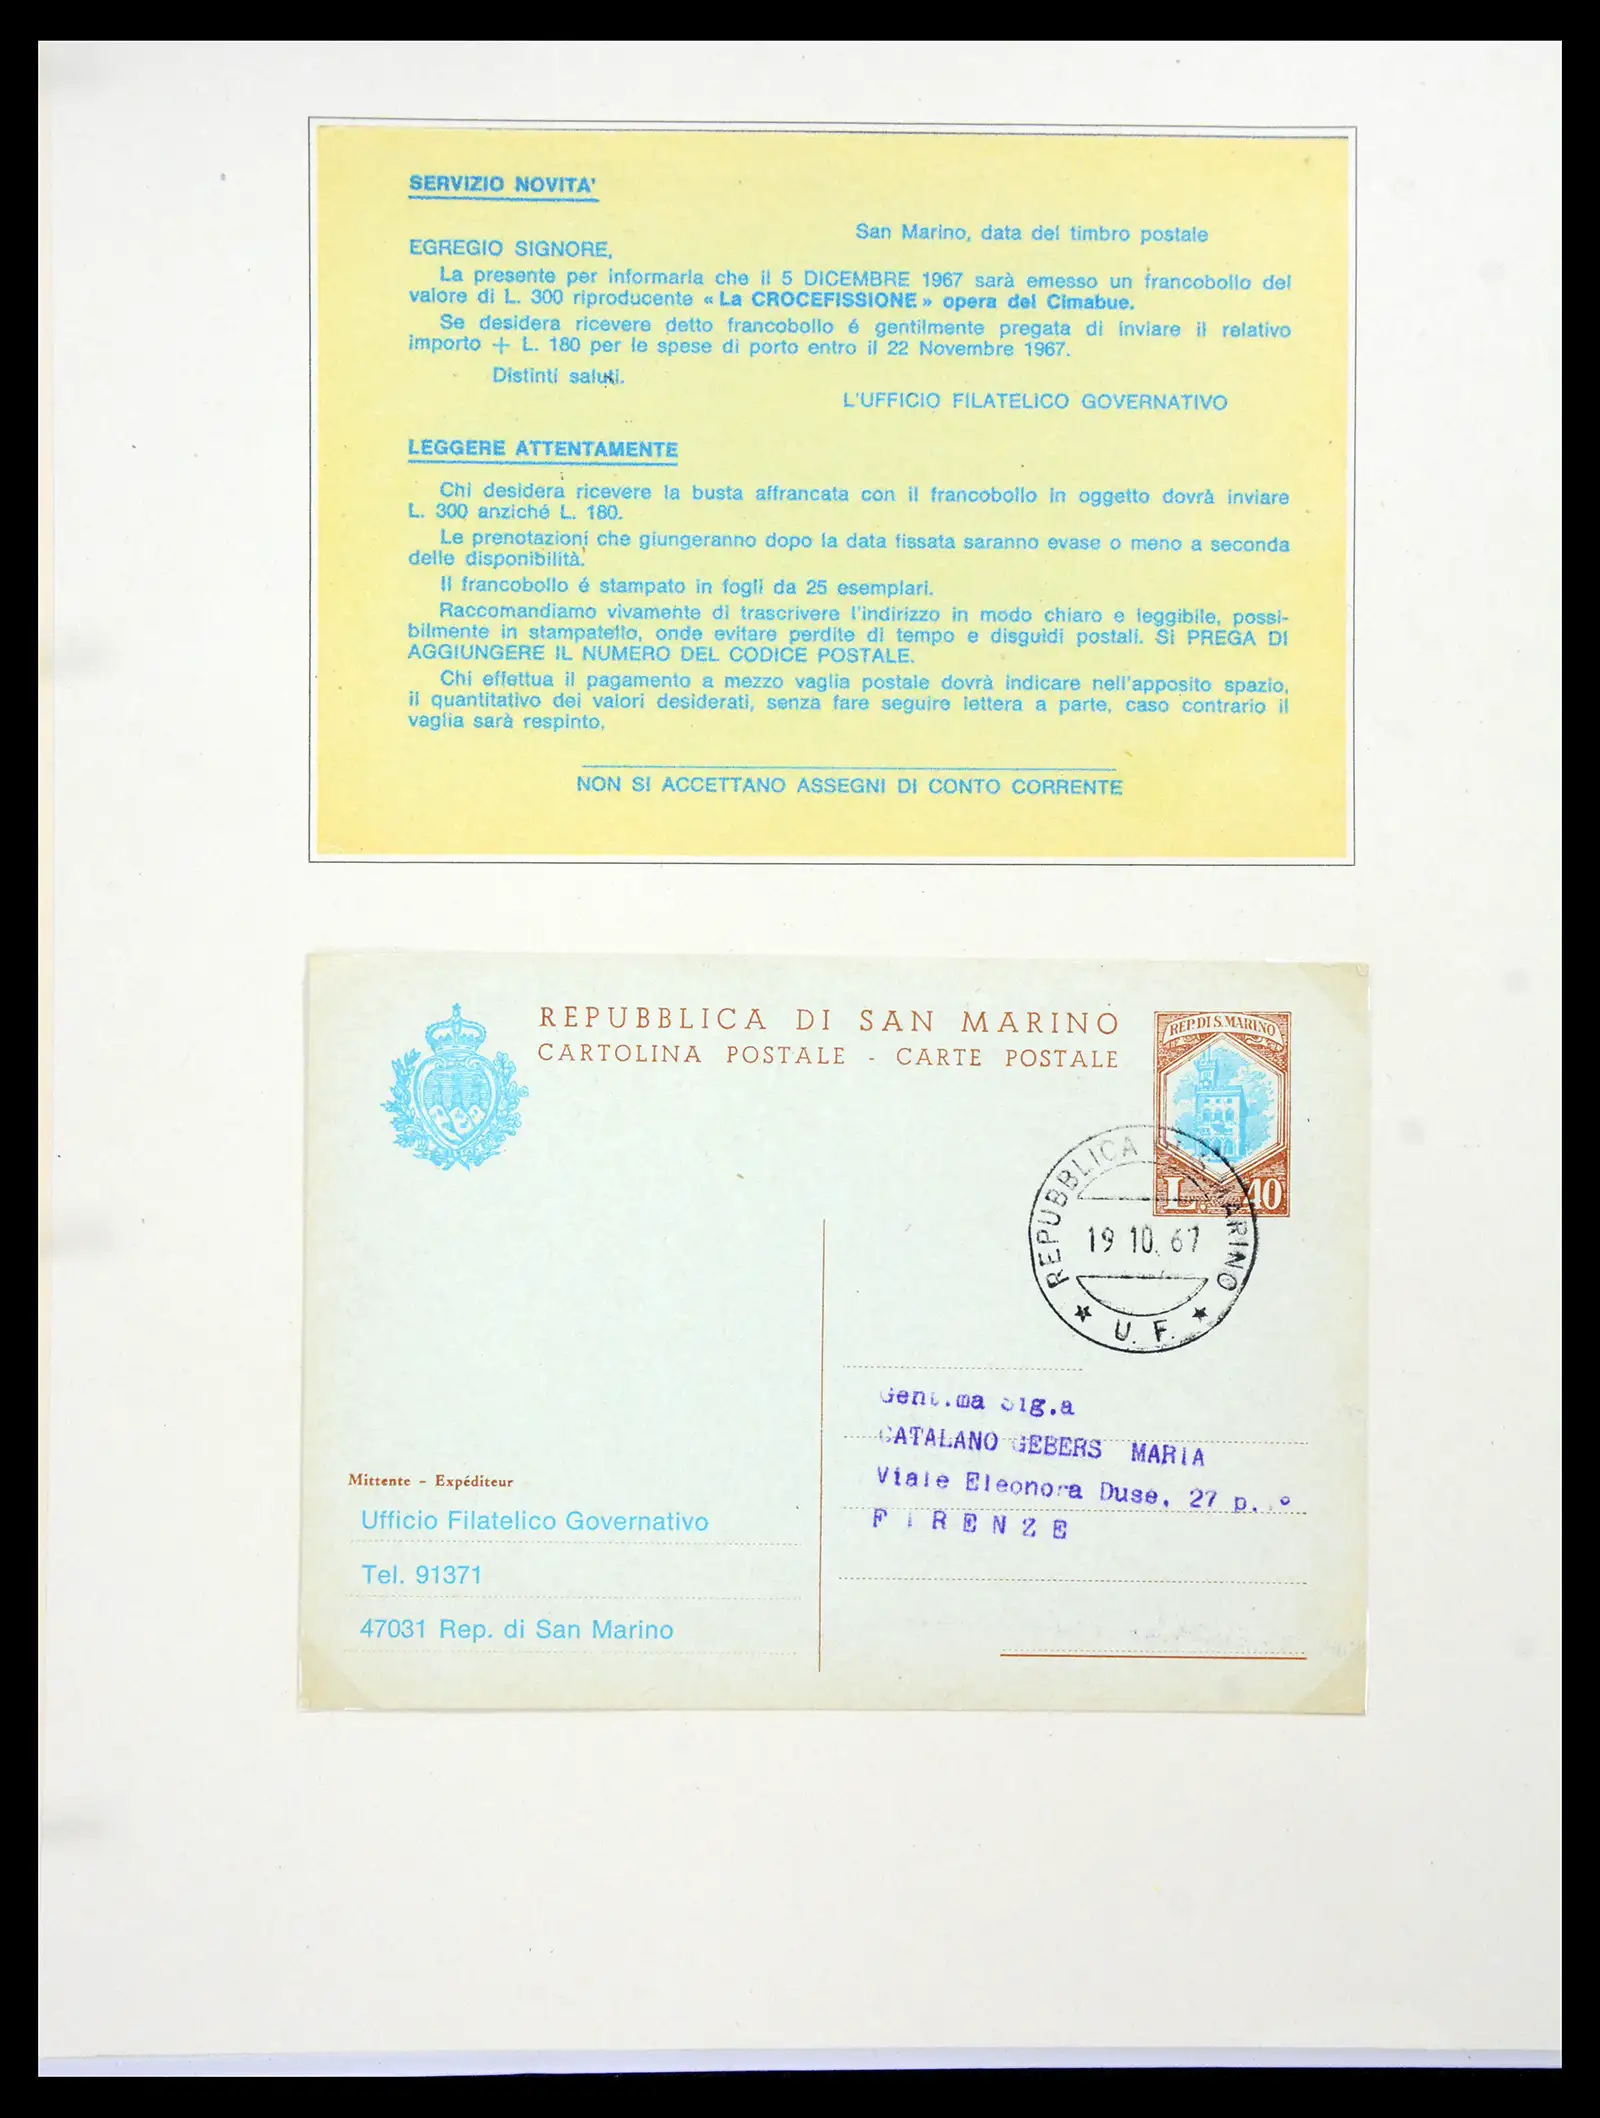 SERVIZIO NOVITA'
San Marino, data del timbro postale
EGREGIO SIGNORE,
La presente per informarla che il 5 DICEMBRE 1967 sarà emesso un francobollo del
valore di L. 300 riproducente « La CROCEFISSIONE » opera del Cimabue.
Se desidera ricevere detto francobollo é gentilmente pregata di inviare il relativo
importo + L. 180 per le spese di porto entro il 22 Novembre 1967.
Distinti saluti.
L'UFFICIO FILATELICO GOVERNATIVO
LEGGERE ATTENTAMENTE
Chi desidera ricevere la busta affrancata con il francobollo in oggetto dovrà inviare
L. 300 anziché L. 180.
Le prenotazioni che giungeranno dopo la data fissata saranno evase o meno a seconda
delle disponibilità.
Il francobollo é stampato in fogli da 25 esemplari.
Raccomandiamo vivamente di trascrivere l'indirizzo in modo chiaro e leggibile, possi-
bilmente in stampatello, onde evitare perdite di tempo e disguidi postali. SI PREGA DI
AGGIUNGERE IL NUMERO DEL CODICE POSTALE.
Chi effettua il pagamento a mezzo vaglia postale dovrà indicare nell'apposito spazio,
il quantitativo dei valori desiderati, senza fare seguire lettera a parte, caso contrario il
vaglia sarà respinto.
NON SI ACCETTANO ASSEGNI DI CONTO CORRENTE
REPUBBLICA DI SAN MARINO
CARTOLINA POSTALE - CARTE POSTALE
REP. DI S. MARINO
L. 40
REPUBBLICA MARINO
19 10. 67
U. F.
Gent.ma Sig.a
CATALANO GEBERS MARIA
Viale Eleonora Duse, 27 p. °
FIRENZE
Mittente - Expéditeur
Ufficio Filatelico Governativo
Tel. 91371
47031 Rep. di San Marino